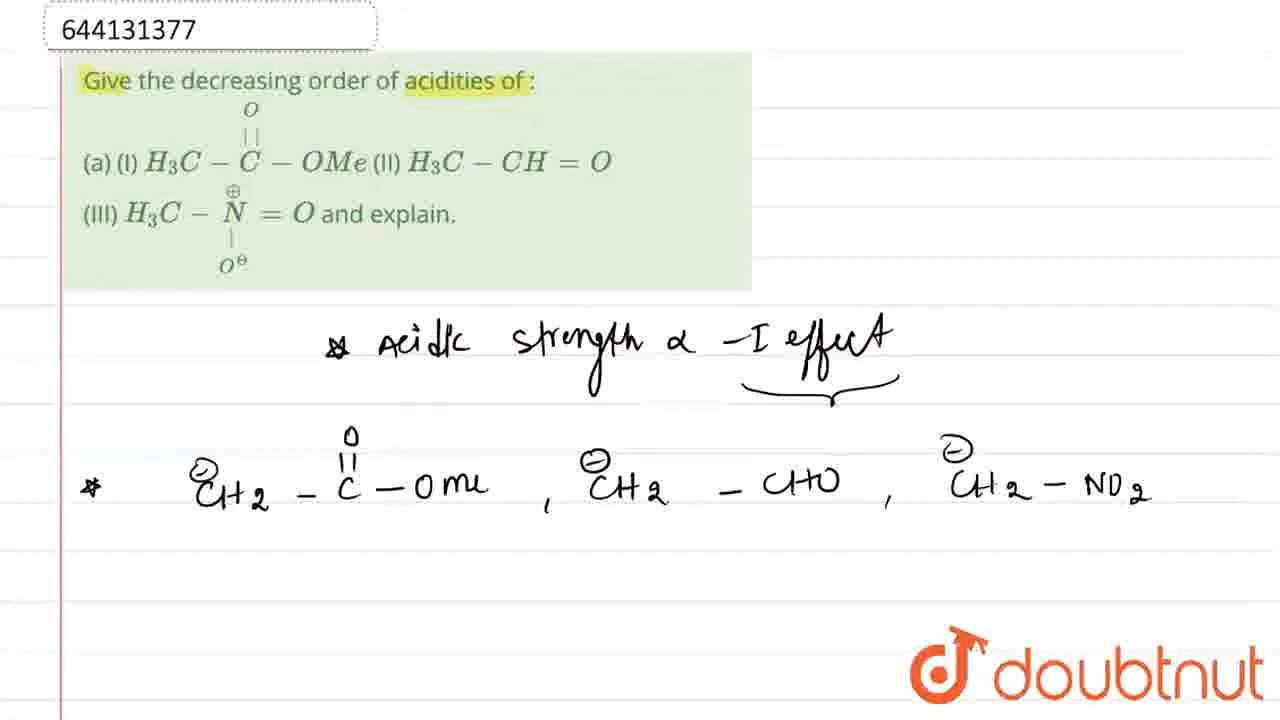 644131377
Give the decreasing order of acidities of :
O
||
(a) (I) H₃C − C − OMe (II) H₃C − CH = O
⊕
(III) H₃C − N = O and explain.
|
O⊖
☆ Acidic strength α −I effect
O
||
⊖CH2 − C − OMe , ⊖CH2 − CHO , ⊖CH2 − NO2
doubtnut